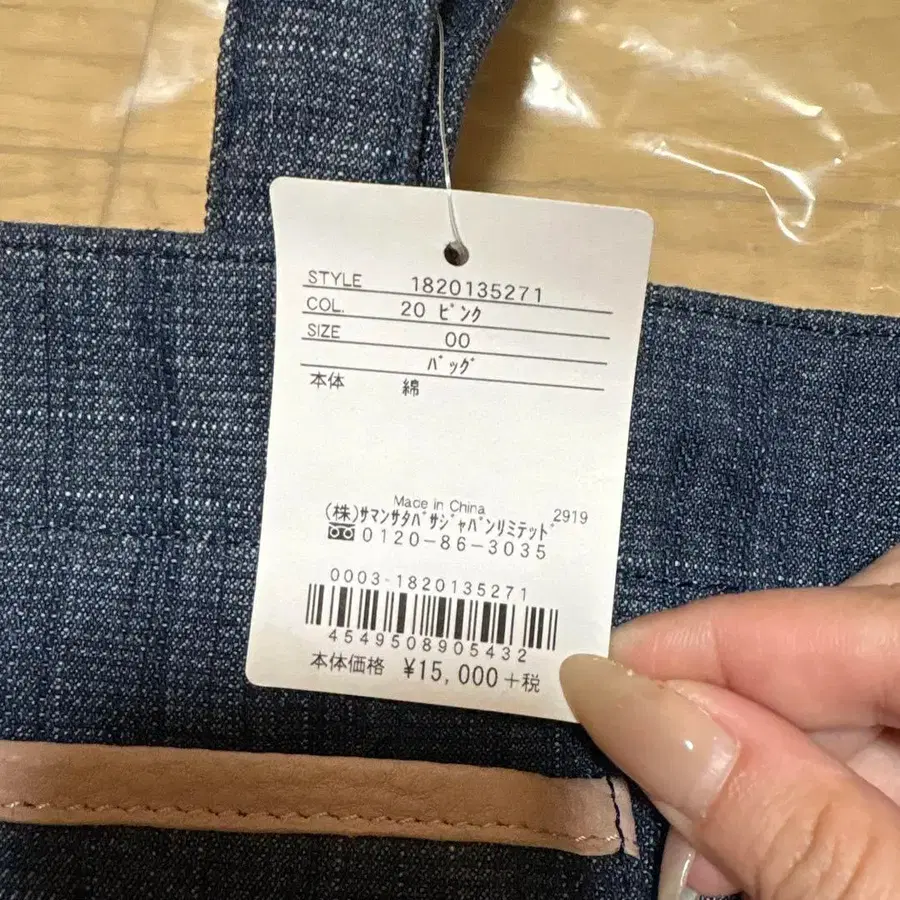 STYLE 1820135271
COL. 20 ﾋﾟﾝｸ
SIZE 00
ﾊﾞｯｸﾞ
本体 綿
Made in China
(株)ｻﾏﾝｻﾀﾊﾞｻｼﾞｬﾊﾟﾝﾘﾐﾃｯﾄﾞ 2919
0120-86-3035
0003-1820135271
4549508905432
本体価格 ¥15,000+税